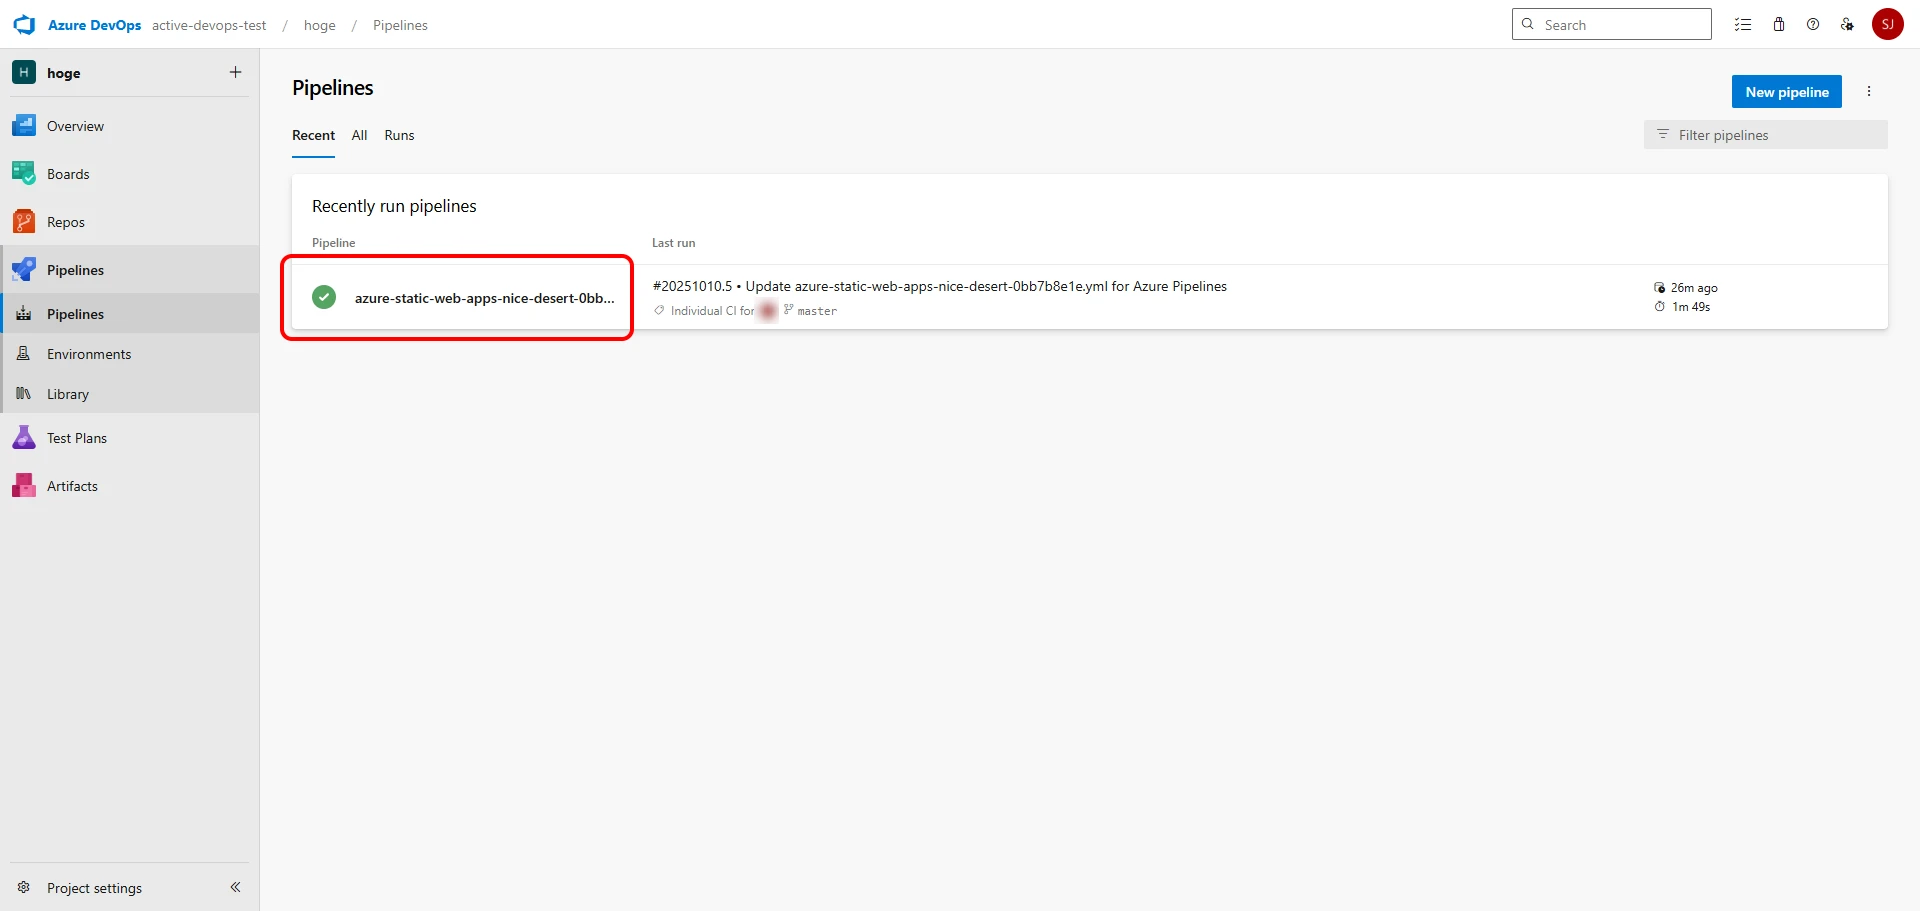 Azure DevOps active-devops-test / hoge / Pipelines
Search
SJ
H hoge
Overview
Boards
Repos
Pipelines
Pipelines
Environments
Library
Test Plans
Artifacts
Project settings
Pipelines
New pipeline
Recent All Runs
Filter pipelines
Recently run pipelines
Pipeline Last run
azure-static-web-apps-nice-desert-0bb...
#20251010.5 • Update azure-static-web-apps-nice-desert-0bb7b8e1e.yml for Azure Pipelines
Individual CI for master
26m ago
1m 49s